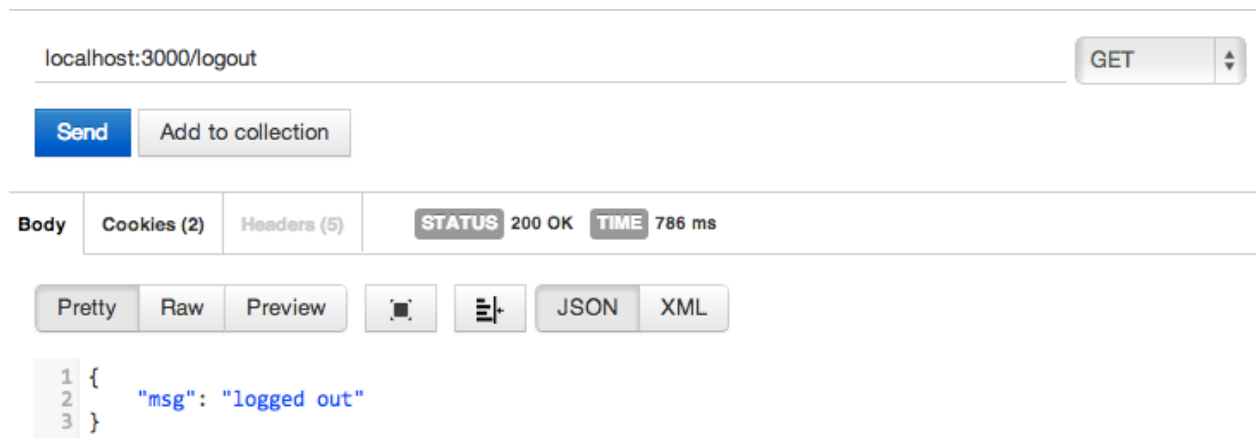 localhost:3000/logout GET
Send Add to collection
Body Cookies (2) Headers (5) STATUS 200 OK TIME 786 ms
Pretty Raw Preview JSON XML
1 {
2 "msg": "logged out"
3 }